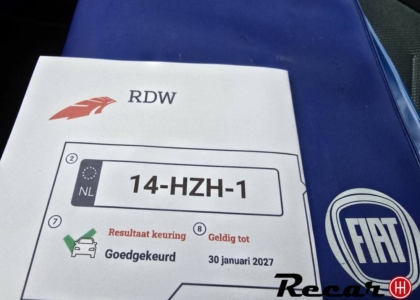 RDW
2
NL
14-HZH-1
7
Resultaat keuring
Goedgekeurd
8
Geldig tot
30 januari 2027
FIAT
Recar